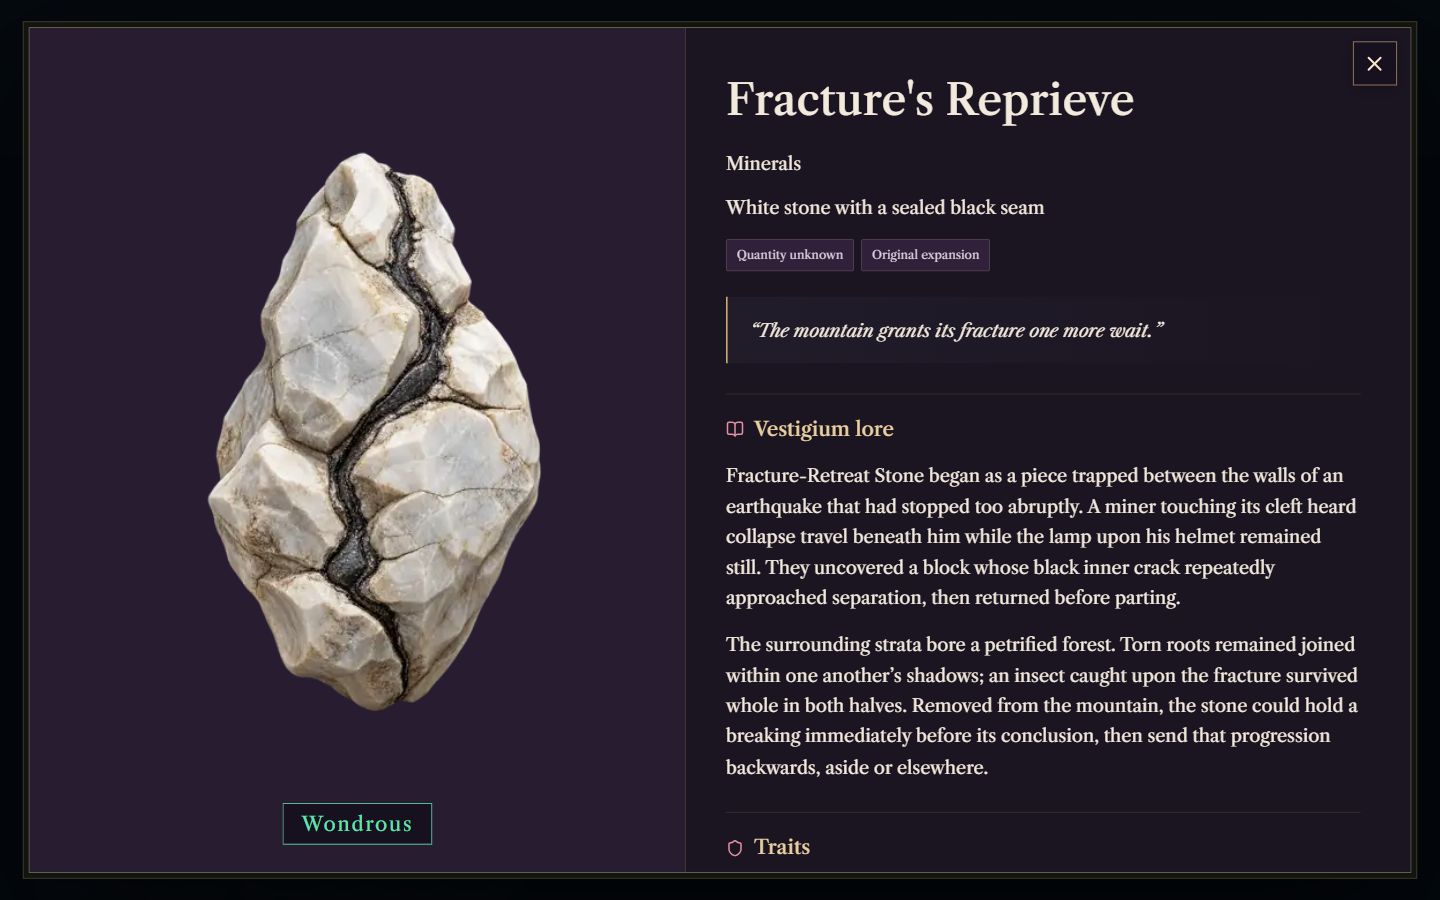 Fracture's Reprieve
Minerals
White stone with a sealed black seam
Quantity unknown
Original expansion
“The mountain grants its fracture one more wait.”
Vestigium lore
Fracture-Retreat Stone began as a piece trapped between the walls of an
earthquake that had stopped too abruptly. A miner touching its cleft heard
collapse travel beneath him while the lamp upon his helmet remained
still. They uncovered a block whose black inner crack repeatedly
approached separation, then returned before parting.
The surrounding strata bore a petrified forest. Torn roots remained joined
within one another’s shadows; an insect caught upon the fracture survived
whole in both halves. Removed from the mountain, the stone could hold a
breaking immediately before its conclusion, then send that progression
backwards, aside or elsewhere.
Traits
Wondrous